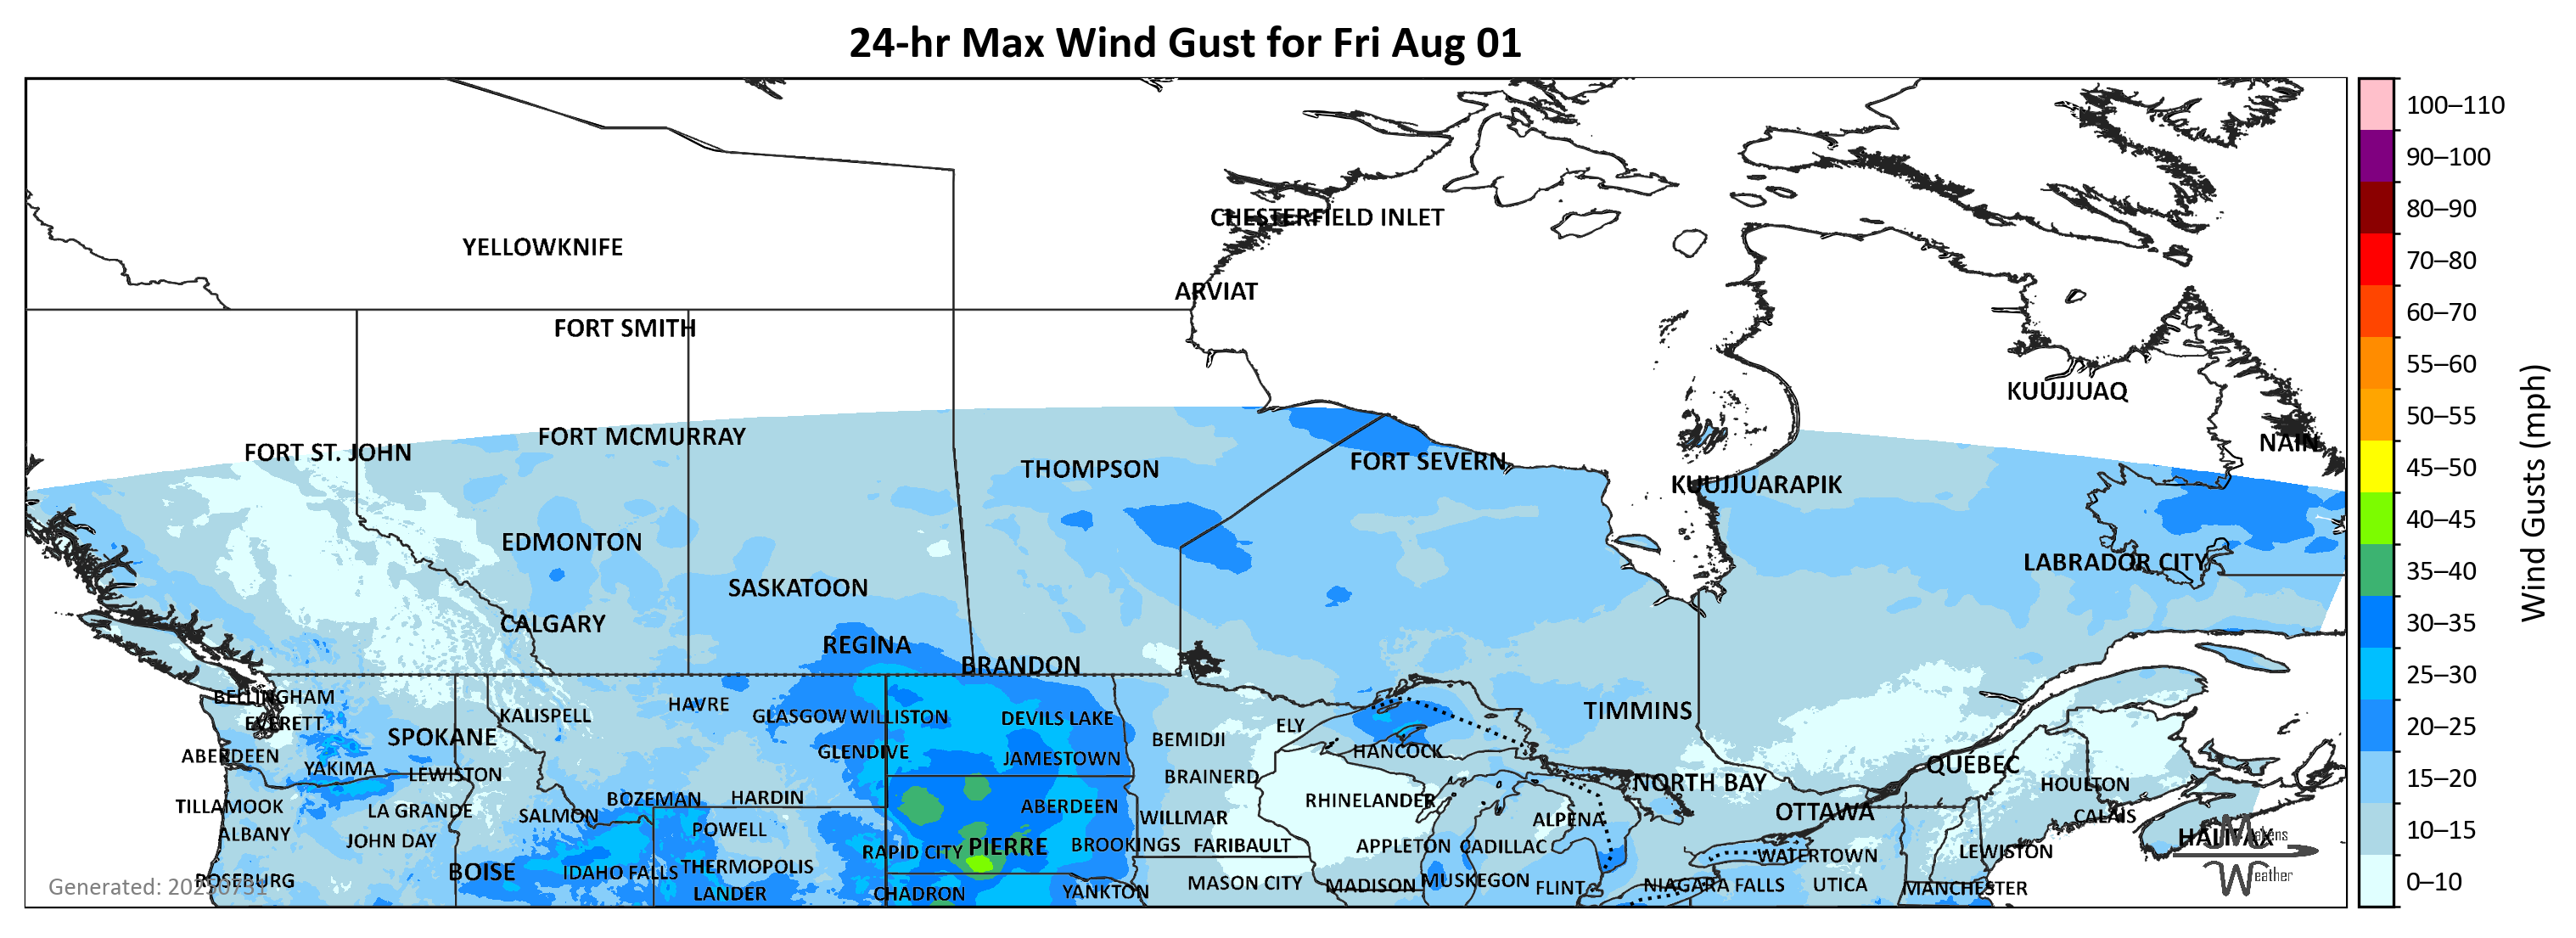 24-hr Max Wind Gust for Fri Aug 01
100–110
90–100
CHESTERFIELD INLET
80–90
YELLOWKNIFE
70–80
ARVIAT
60–70
FORT SMITH
55–60
KUUJJUAQ
50–55
FORT MCMURRAY
NAIN
FORT ST. JOHN
FORT SEVERN
THOMPSON
45–50
KUUJJUARAPIK
40–45
EDMONTON
LABRADOR CITY
35–40
SASKATOON
CALGARY
30–35
REGINA
BRANDON
25–30
Wind Gusts (mph)
BELLINGHAM
HAVRE
TIMMINS
KALISPELL
GLASGOW WILLISTON
DEVILS LAKE
EVERETT
ELY
20–25
SPOKANE
BEMIDJI
GLENDIVE
HANCOCK
ABERDEEN
JAMESTOWN
QUEBEC
YAKIMA
LEWISTON
BRAINERD
15–20
NORTH BAY
HOULTON
BOZEMAN
HARDIN
RHINELANDER
TILLAMOOK
ABERDEEN
LA GRANDE
OTTAWA
SALMON
WILLMAR
CALAIS
ALPENA
POWELL
10–15
ALBANY
HALIFAX
Makens
JOHN DAY
PIERRE
BROOKINGS
FARIBAULT
APPLETON
CADILLAC
RAPID CITY
LEWISTON
WATERTOWN
THERMOPOLIS
BOISE
IDAHO FALLS
Weather
ROSEBURG
MUSKEGON
0–10
MASON CITY
MADISON
NIAGARA FALLS
UTICA
Generated: 20250731
FLINT
MANCHESTER
YANKTON
LANDER
CHADRON